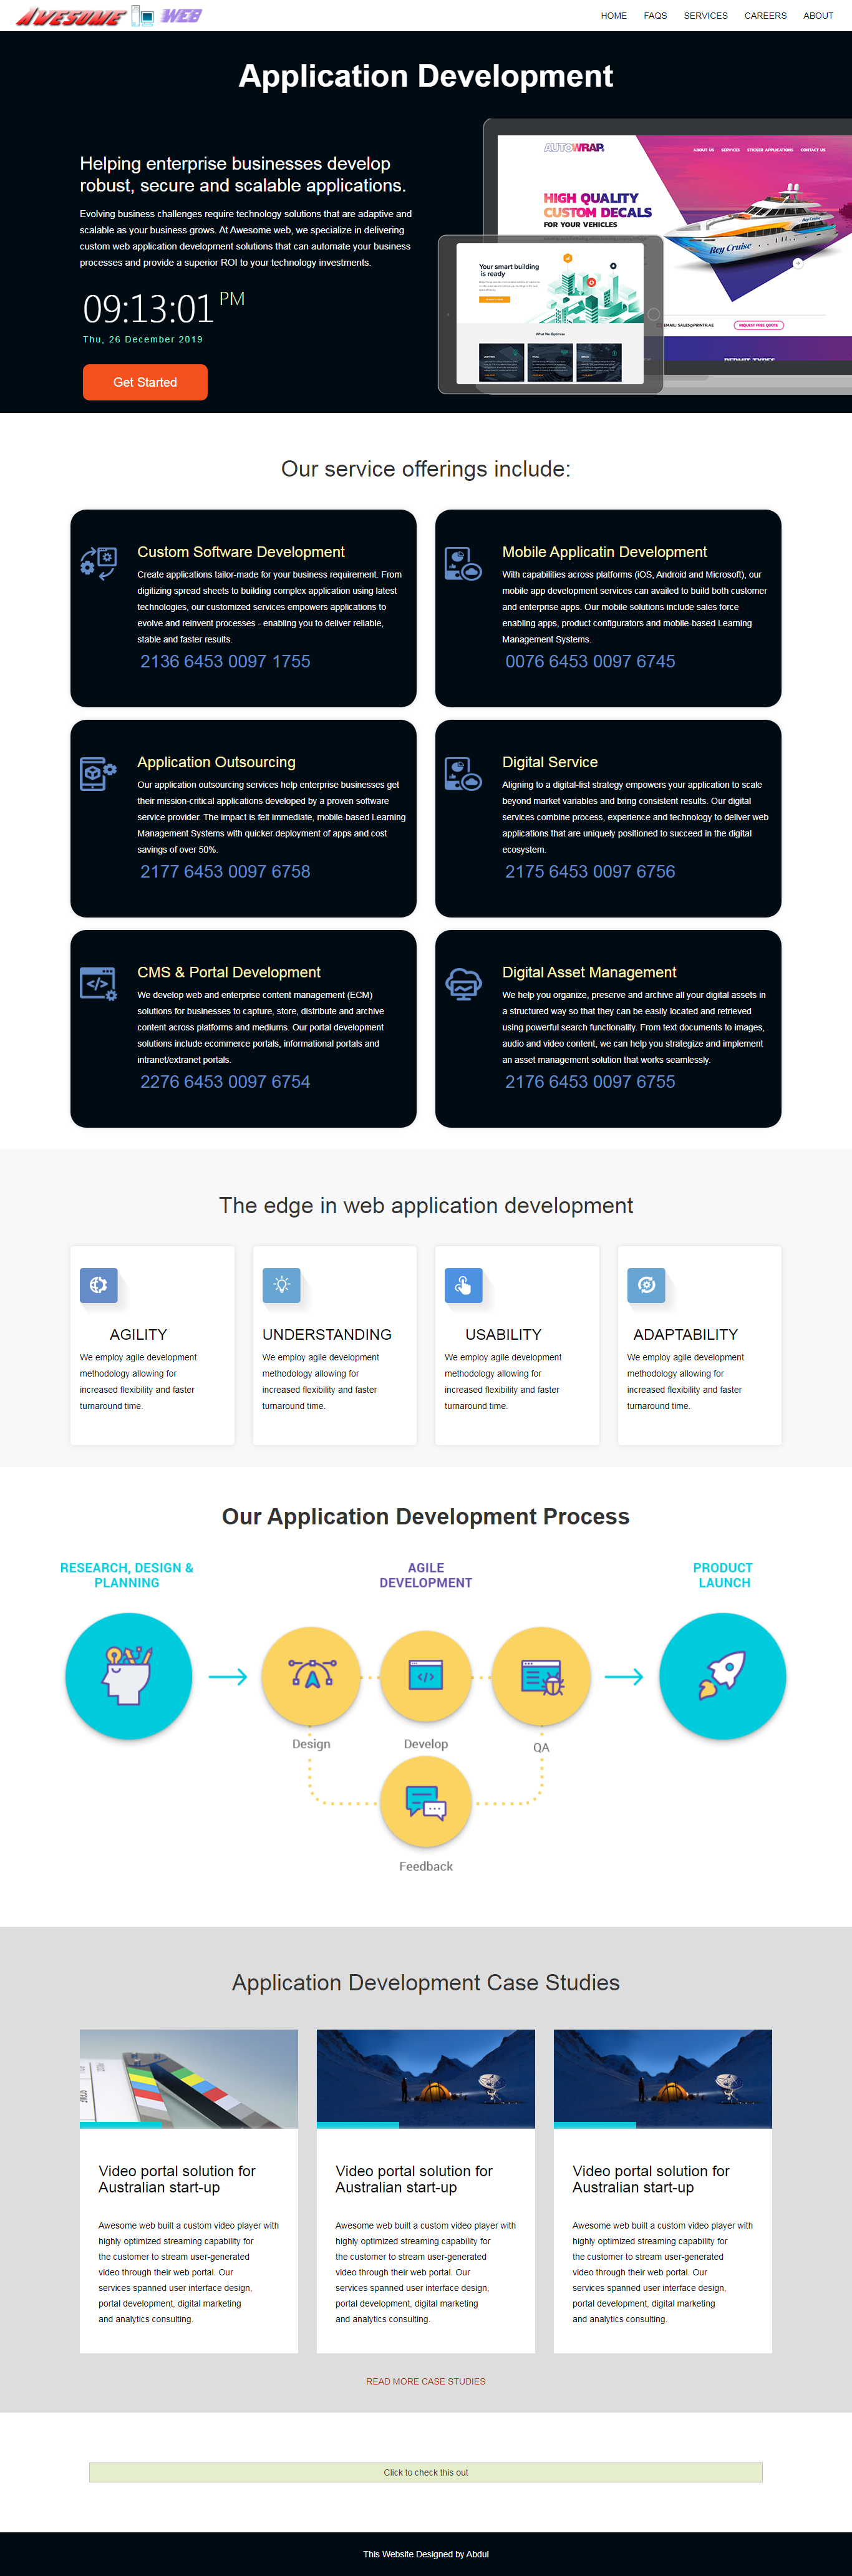 AWESOME WEB
HOME FAQS SERVICES CAREERS ABOUT
Application Development
Helping enterprise businesses develop
robust, secure and scalable applications.
Evolving business challenges require technology solutions that are adaptive and
scalable as your business grows. At Awesome web, we specialize in delivering
custom web application development solutions that can automate your business
processes and provide a superior ROI to your technology investments.
09:13:01 PM
Thu, 26 December 2019
Get Started
AUTOWRAP
ABOUT US SERVICES STICKER APPLICATIONS CONTACT US
HIGH QUALITY
CUSTOM DECALS
FOR YOUR VEHICLES
Rey Cruise
EMAIL: SALES@PRINTR.AE
REQUEST FREE QUOTE
Your smart building
is ready
What We Optimize
Our service offerings include:
Custom Software Development
Create applications tailor-made for your business requirement. From
digitizing spread sheets to building complex application using latest
technologies, our customized services empowers applications to
evolve and reinvent processes - enabling you to deliver reliable,
stable and faster results.
2136 6453 0097 1755
Mobile Applicatin Development
With capabilities across platforms (iOS, Android and Microsoft), our
mobile app development services can availed to build both customer
and enterprise apps. Our mobile solutions include sales force
enabling apps, product configurators and mobile-based Learning
Management Systems.
0076 6453 0097 6745
Application Outsourcing
Our application outsourcing services help enterprise businesses get
their mission-critical applications developed by a proven software
service provider. The impact is felt immediate, mobile-based Learning
Management Systems with quicker deployment of apps and cost
savings of over 50%.
2177 6453 0097 6758
Digital Service
Aligning to a digital-fist strategy empowers your application to scale
beyond market variables and bring consistent results. Our digital
services combine process, experience and technology to deliver web
applications that are uniquely positioned to succeed in the digital
ecosystem.
2175 6453 0097 6756
CMS & Portal Development
We develop web and enterprise content management (ECM)
solutions for businesses to capture, store, distribute and archive
content across platforms and mediums. Our portal development
solutions include ecommerce portals, informational portals and
intranet/extranet portals.
2276 6453 0097 6754
Digital Asset Management
We help you organize, preserve and archive all your digital assets in
a structured way so that they can be easily located and retrieved
using powerful search functionality. From text documents to images,
audio and video content, we can help you strategize and implement
an asset management solution that works seamlessly.
2176 6453 0097 6755
The edge in web application development
AGILITY
We employ agile development
methodology allowing for
increased flexibility and faster
turnaround time.
UNDERSTANDING
We employ agile development
methodology allowing for
increased flexibility and faster
turnaround time.
USABILITY
We employ agile development
methodology allowing for
increased flexibility and faster
turnaround time.
ADAPTABILITY
We employ agile development
methodology allowing for
increased flexibility and faster
turnaround time.
Our Application Development Process
RESEARCH, DESIGN &
PLANNING
AGILE
DEVELOPMENT
PRODUCT
LAUNCH
Design
Develop
QA
Feedback
Application Development Case Studies
Video portal solution for
Australian start-up
Awesome web built a custom video player with
highly optimized streaming capability for
the customer to stream user-generated
video through their web portal. Our
services spanned user interface design,
portal development, digital marketing
and analytics consulting.
Video portal solution for
Australian start-up
Awesome web built a custom video player with
highly optimized streaming capability for
the customer to stream user-generated
video through their web portal. Our
services spanned user interface design,
portal development, digital marketing
and analytics consulting.
Video portal solution for
Australian start-up
Awesome web built a custom video player with
highly optimized streaming capability for
the customer to stream user-generated
video through their web portal. Our
services spanned user interface design,
portal development, digital marketing
and analytics consulting.
READ MORE CASE STUDIES
Click to check this out
This Website Designed by Abdul